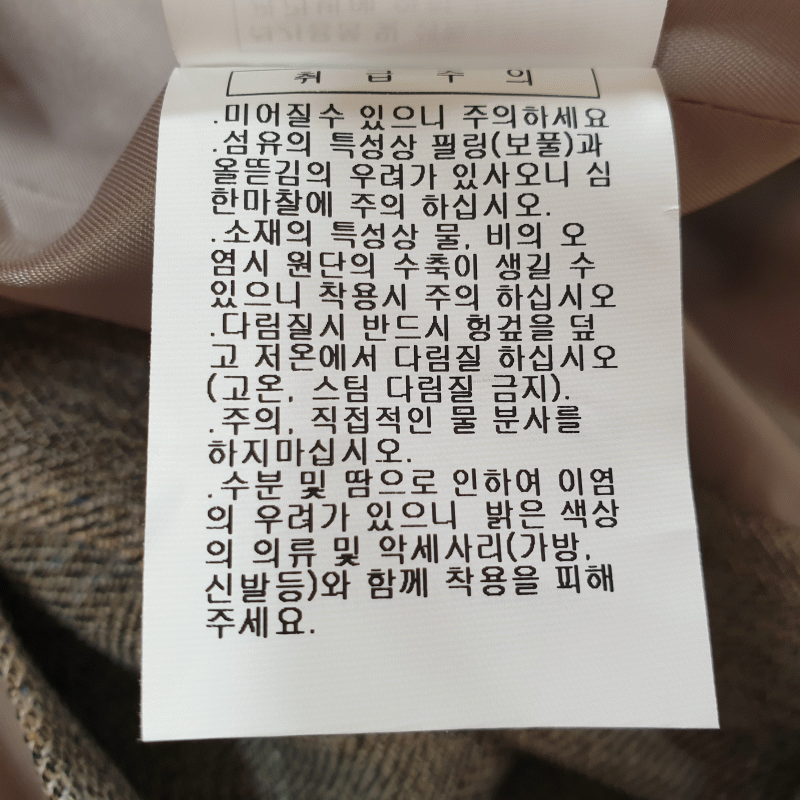 취 급 주 의
.미어질수 있으니 주의하세요
.섬유의 특성상 필링(보풀)과
올뜯김의 우려가 있사오니 심
한마찰에 주의 하십시오.
.소재의 특성상 물, 비의 오
염시 원단의 수축이 생길 수
있으니 착용시 주의 하십시오
.다림질시 반드시 헝겊을 덮
고 저온에서 다림질 하십시오
(고온, 스팀 다림질 금지).
.주의, 직접적인 물 분사를
하지마십시오.
.수분 및 땀으로 인하여 이염
의 우려가 있으니 밝은 색상
의 의류 및 악세사리(가방,
신발등)와 함께 착용을 피해
주세요.